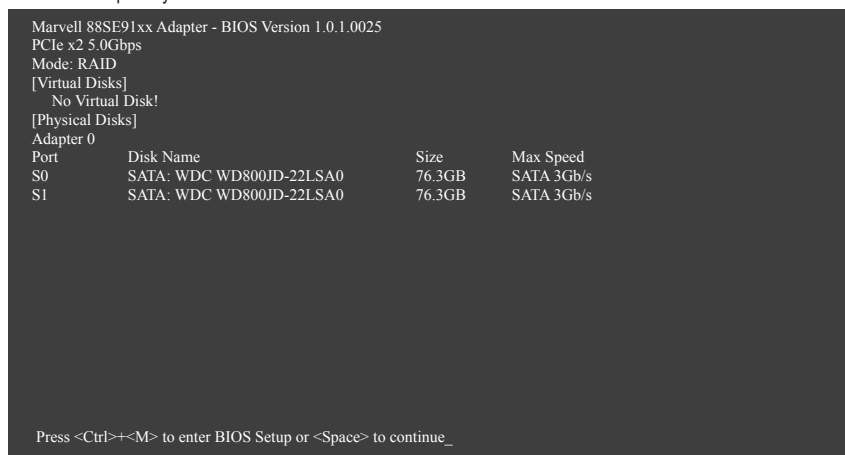 Marvell 88SE91xx Adapter - BIOS Version 1.0.1.0025
PCIe x2 5.0Gbps
Mode: RAID
[Virtual Disks]
No Virtual Disk!
[Physical Disks]
Adapter 0
Port Disk Name Size Max Speed
S0 SATA: WDC WD800JD-22LSA0 76.3GB SATA 3Gb/s
S1 SATA: WDC WD800JD-22LSA0 76.3GB SATA 3Gb/s
Press <Ctrl>+<M> to enter BIOS Setup or <Space> to continue_